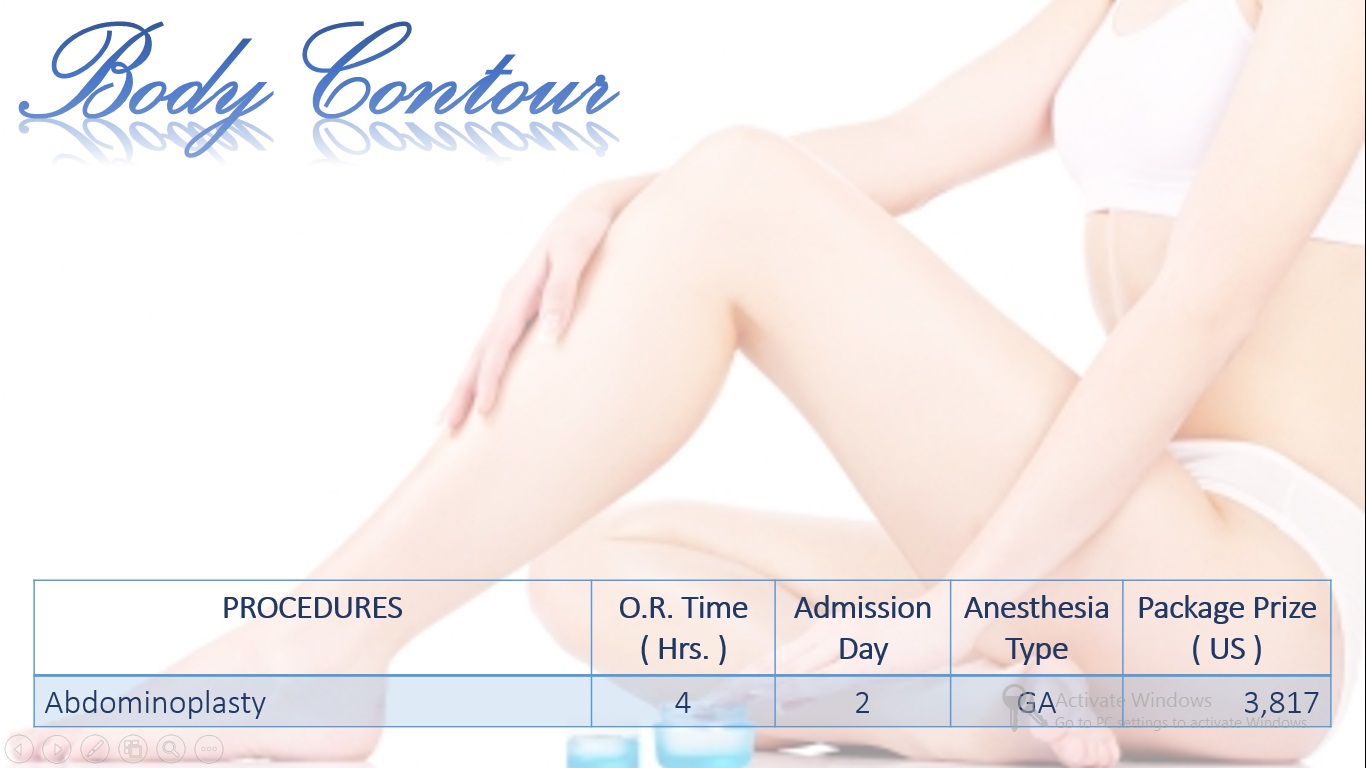 Body Contour
PROCEDURES
O.R. Time
( Hrs. )
Admission
Day
Anesthesia
Type
Package Prize
( US )
Abdominoplasty 4 2 GA 3,817
Activate Windows
Go to PC settings to activate Windows.